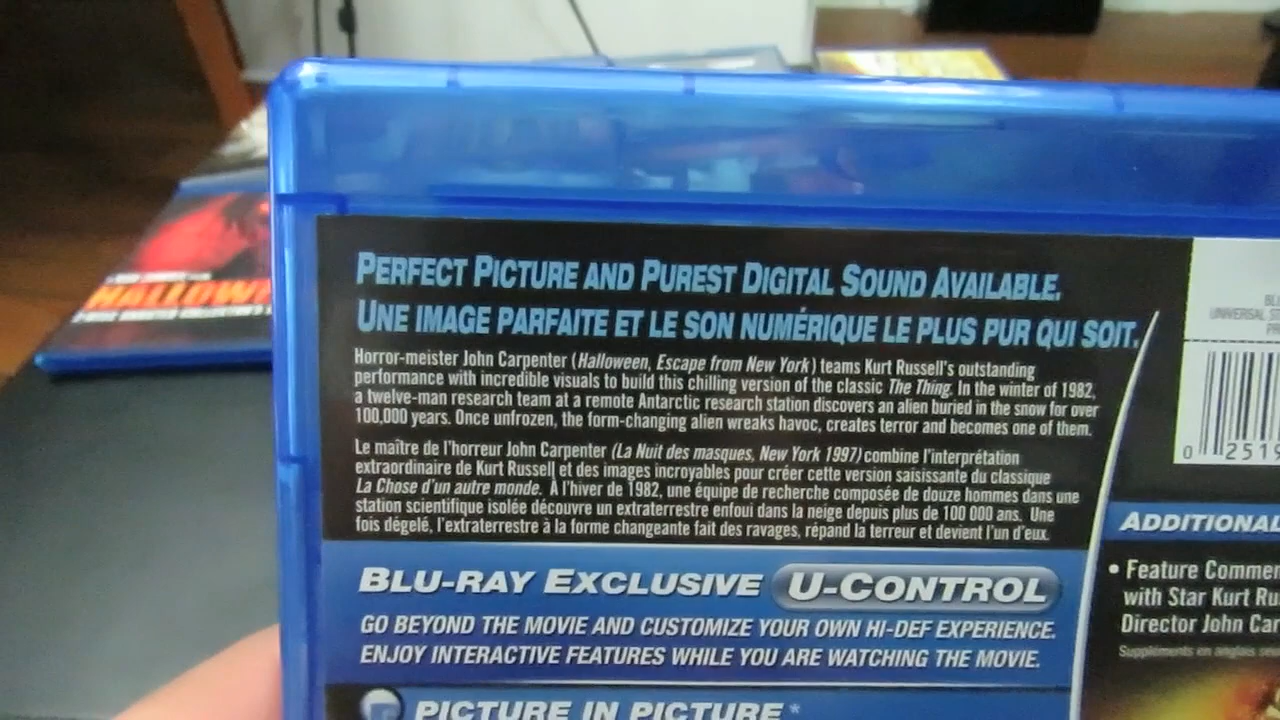 PERFECT PICTURE AND PUREST DIGITAL SOUND AVAILABLE.
UNE IMAGE PARFAITE ET LE SON NUMÉRIQUE LE PLUS PUR QUI SOIT.
Horror-meister John Carpenter (Halloween, Escape from New York) teams Kurt Russell's outstanding
performance with incredible visuals to build this chilling version of the classic The Thing. In the winter of 1982,
a twelve-man research team at a remote Antarctic research station discovers an alien buried in the snow for over
100,000 years. Once unfrozen, the form-changing alien wreaks havoc, creates terror and becomes one of them.
Le maître de l'horreur John Carpenter (La Nuit des masques, New York 1997) combine l'interprétation
extraordinaire de Kurt Russell et des images incroyables pour créer cette version saisissante du classique
La Chose d'un autre monde. À l'hiver de 1982, une équipe de recherche composée de douze hommes dans une
station scientifique isolée découvre un extraterrestre enfoui dans la neige depuis plus de 100 000 ans. Une
fois dégelé, l'extraterrestre à la forme changeante fait des ravages, répand la terreur et devient l'un d'eux.
BLU-RAY EXCLUSIVE U-CONTROL
GO BEYOND THE MOVIE AND CUSTOMIZE YOUR OWN HI-DEF EXPERIENCE.
ENJOY INTERACTIVE FEATURES WHILE YOU ARE WATCHING THE MOVIE.
PICTURE IN PICTURE*
UNIVERSAL
0 2519
ADDITIONAL
• Feature Commen
with Star Kurt Ru
Director John Car
Suppléments en anglais
HALLOW